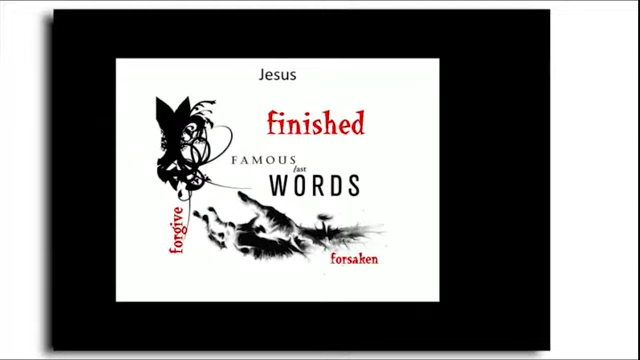 Jesus
finished
FAMOUS
last
WORDS
forgive
forsaken